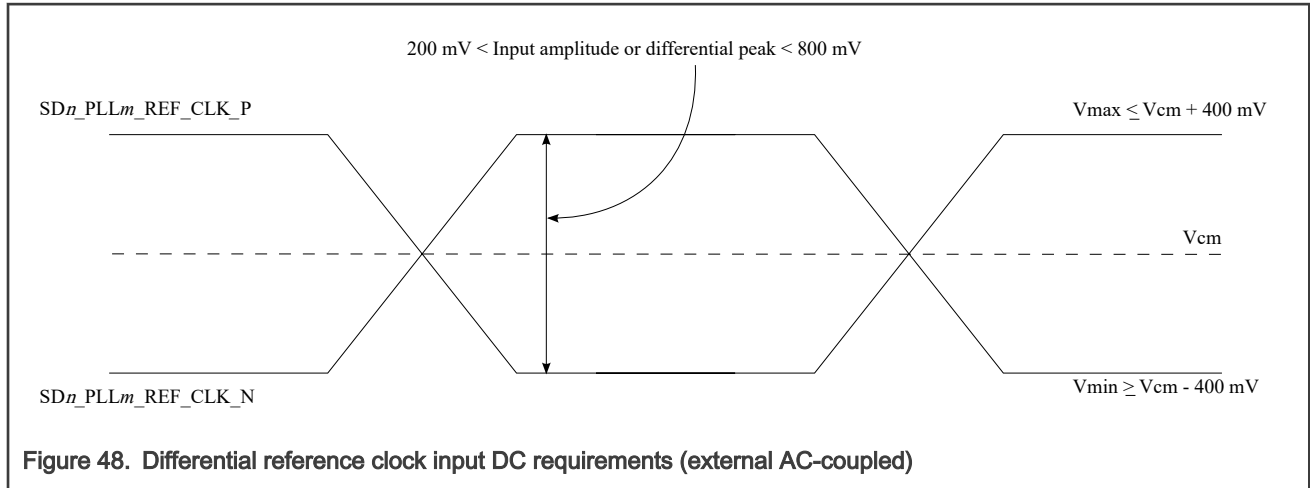 200 mV < Input amplitude or differential peak < 800 mV
SDn_PLLm_REF_CLK_P
Vmax ≤ Vcm + 400 mV
Vcm
SDn_PLLm_REF_CLK_N
Vmin ≥ Vcm - 400 mV
Figure 48. Differential reference clock input DC requirements (external AC-coupled)